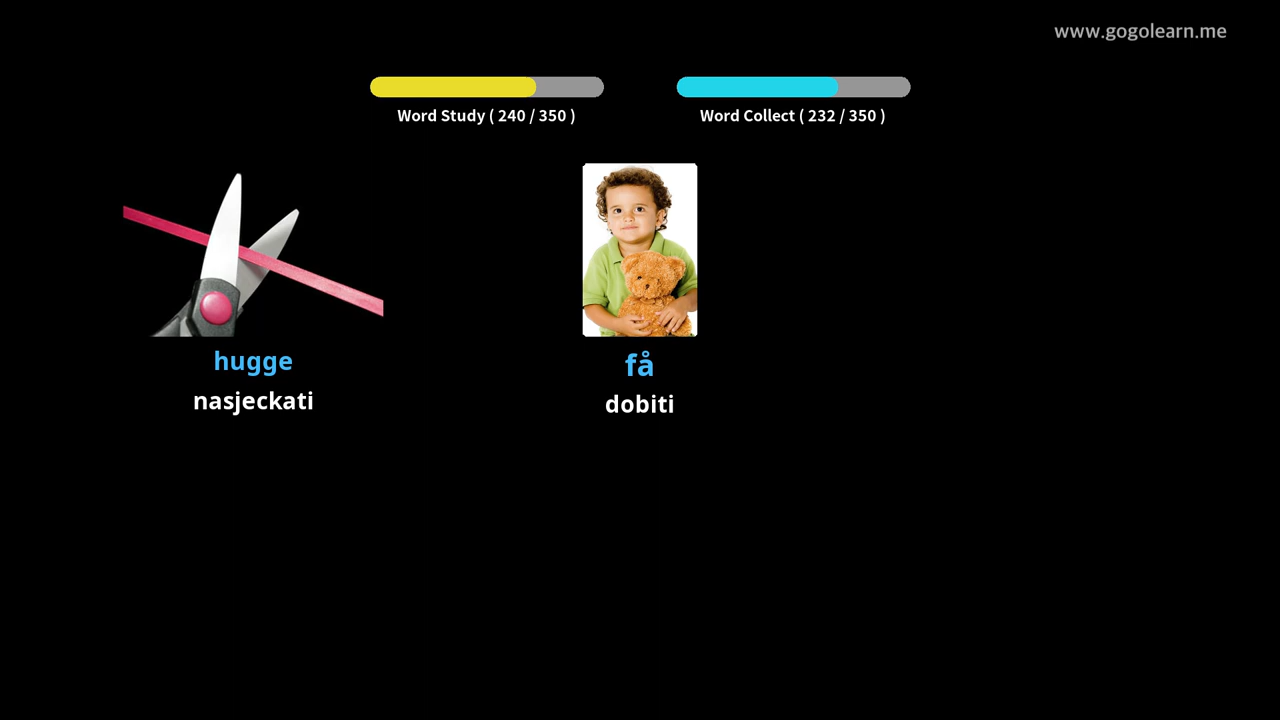 www.gogolearn.me
Word Study ( 240 / 350 )
Word Collect ( 232 / 350 )
hugge
nasjeckati
få
dobiti